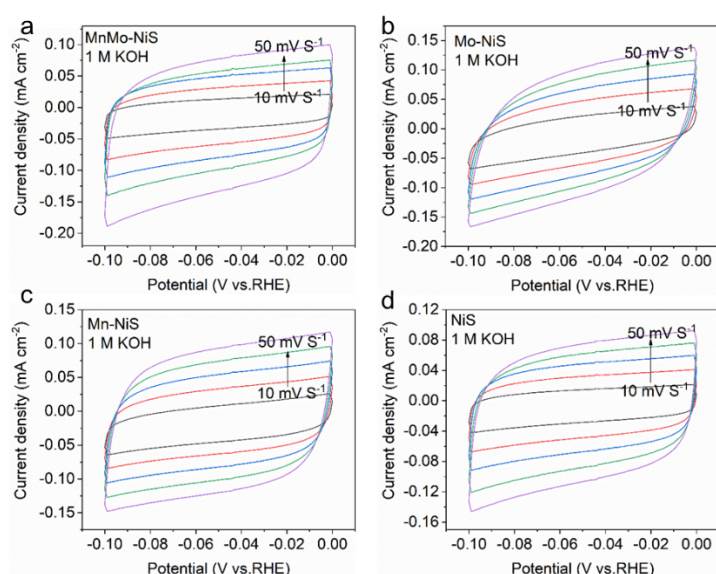 a
MnMo-NiS
1 M KOH
50 mV S⁻¹
10 mV S⁻¹
0.10
0.05
0.00
-0.05
-0.10
-0.15
-0.20
Current density (mA cm⁻²)
-0.10 -0.08 -0.06 -0.04 -0.02 0.00
Potential (V vs.RHE)
b
Mo-NiS
1 M KOH
50 mV S⁻¹
10 mV S⁻¹
0.15
0.10
0.05
0.00
-0.05
-0.10
-0.15
-0.20
Current density (mA cm⁻²)
-0.10 -0.08 -0.06 -0.04 -0.02 0.00
Potential (V vs.RHE)
c
Mn-NiS
1 M KOH
50 mV S⁻¹
10 mV S⁻¹
0.15
0.10
0.05
0.00
-0.05
-0.10
-0.15
Current density (mA cm⁻²)
-0.10 -0.08 -0.06 -0.04 -0.02 0.00
Potential (V vs.RHE)
d
NiS
1 M KOH
50 mV S⁻¹
10 mV S⁻¹
0.12
0.08
0.04
0.00
-0.04
-0.08
-0.12
-0.16
Current density (mA cm⁻²)
-0.10 -0.08 -0.06 -0.04 -0.02 0.00
Potential (V vs.RHE)